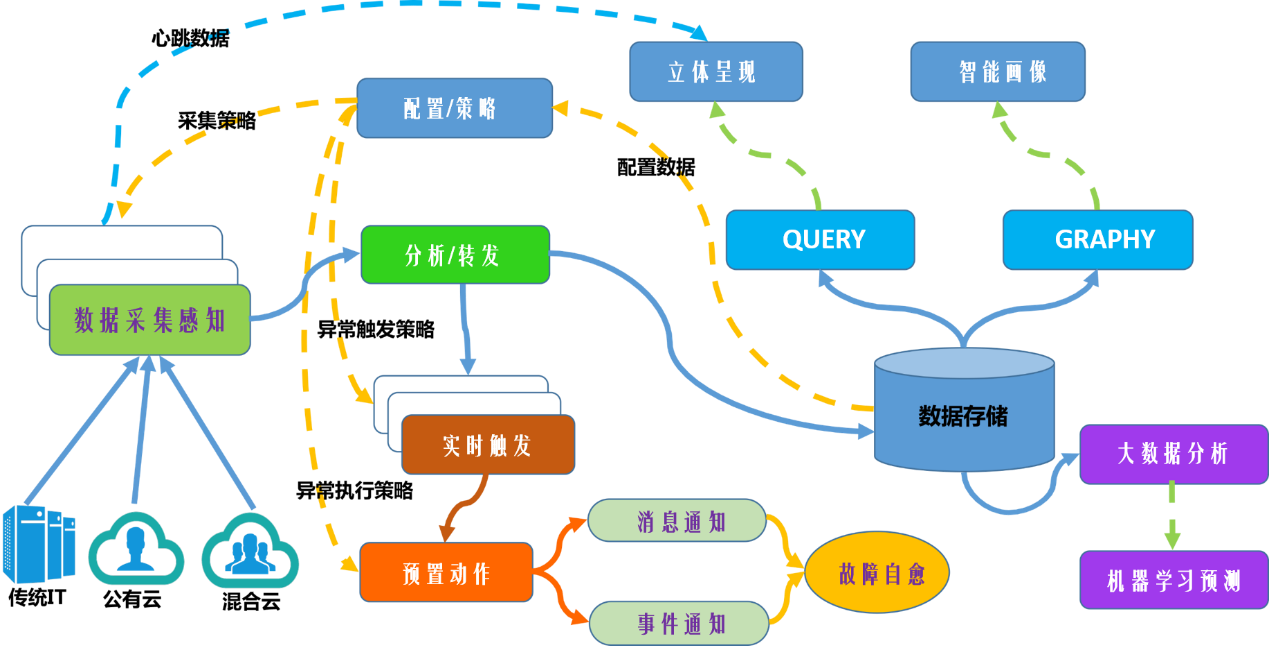 心跳数据
立体呈现
智能画像
配置/策略
采集策略
配置数据
QUERY
GRAPHY
分析/转发
数据采集感知
异常触发策略
数据存储
实时触发
大数据分析
异常执行策略
消息通知
预置动作
故障自愈
机器学习预测
传统IT
公有云
混合云
事件通知